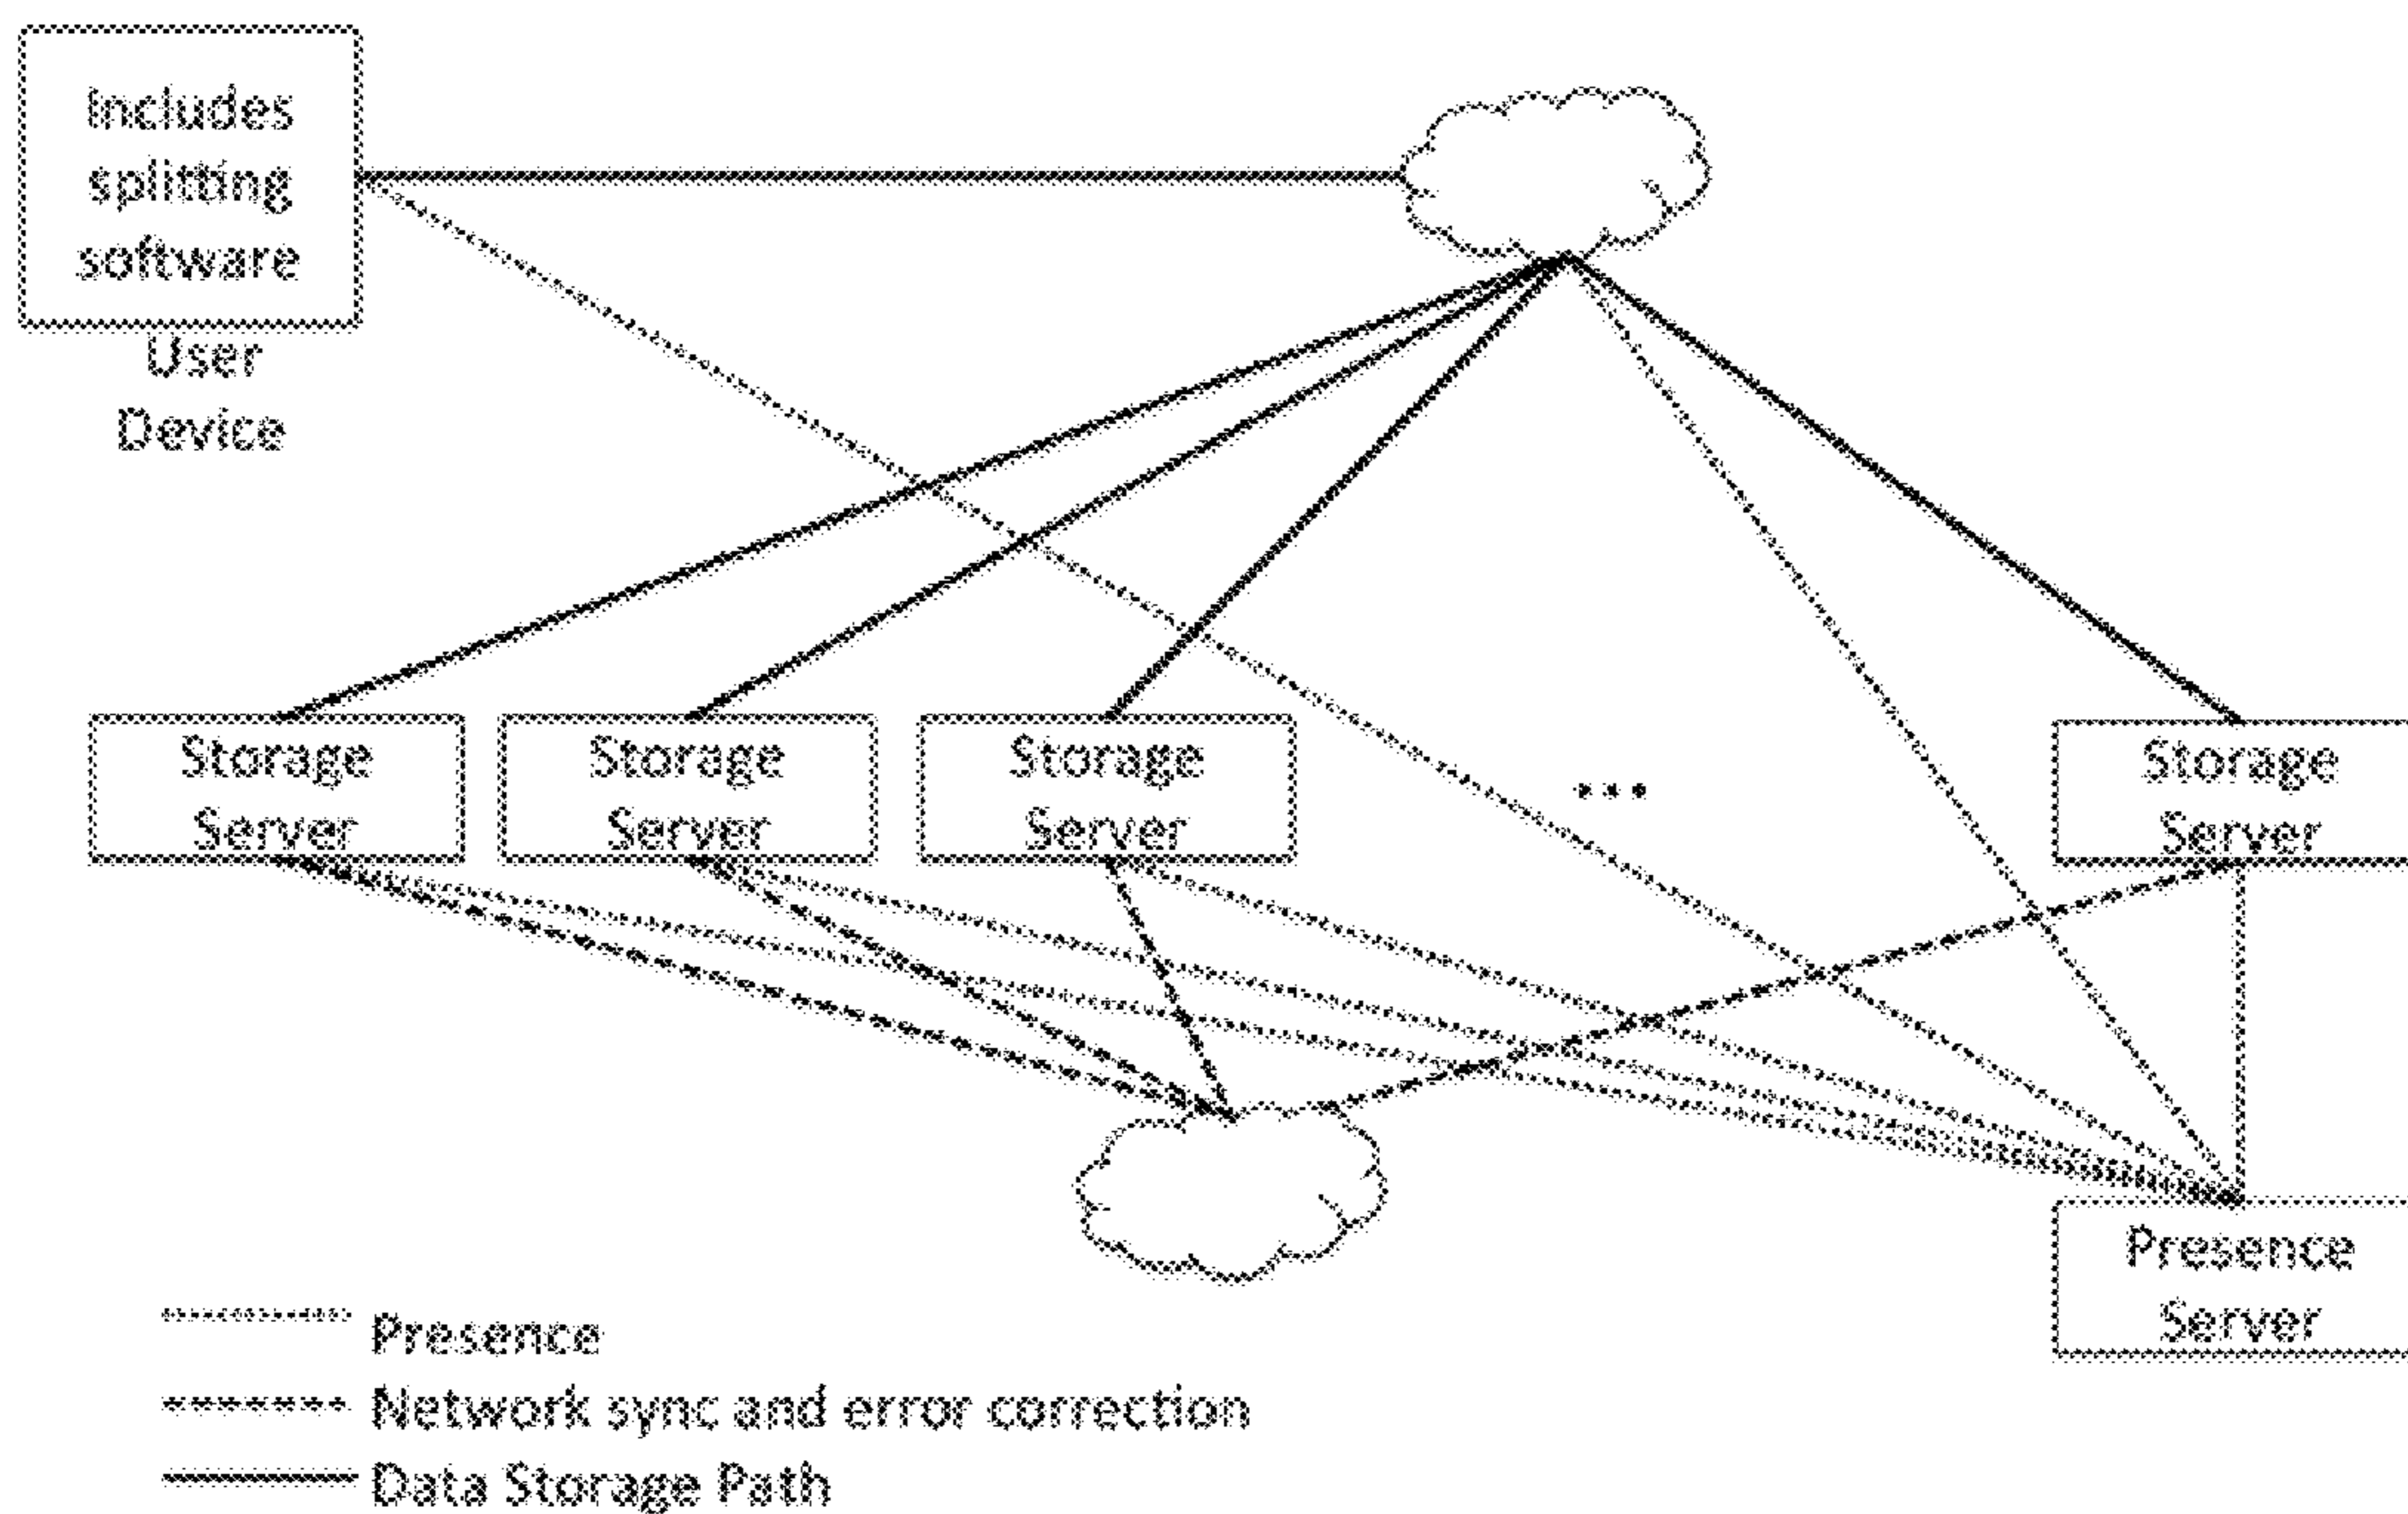 Includes
splitting
software
User
Device
Storage
Server
Storage
Server
Storage
Server
...
Storage
Server
Presence
Server
Presence
Network sync and error correction
Data Storage Path